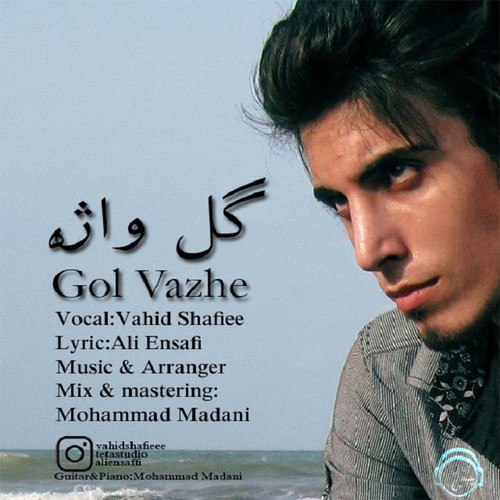 گل واژه
Gol Vazhe
Vocal:Vahid Shafiee
Lyric:Ali Ensafi
Music & Arranger
Mix & mastering:
Mohammad Madani
vahidshafieee
tetastudio
aliensaffi
Guitar&Piano:Mohammad Madani